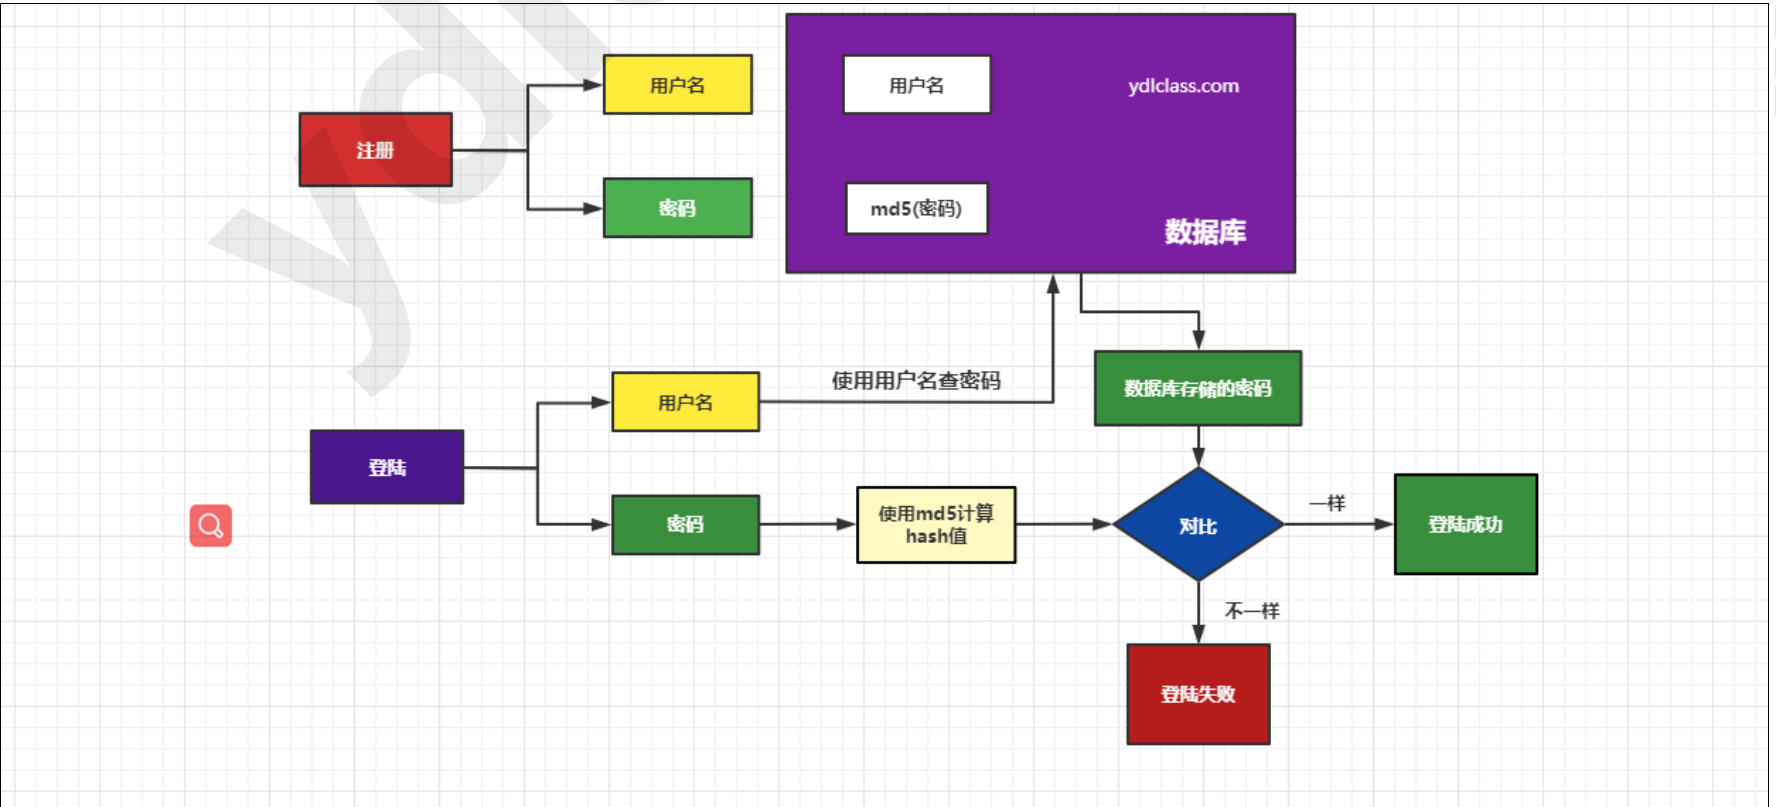 用户名
用户名
ydlclass.com
注册
密码
md5(密码)
数据库
使用用户名查密码
数据库存储的密码
用户名
登陆
密码
使用md5计算
hash值
对比
一样
登陆成功
不一样
登陆失败